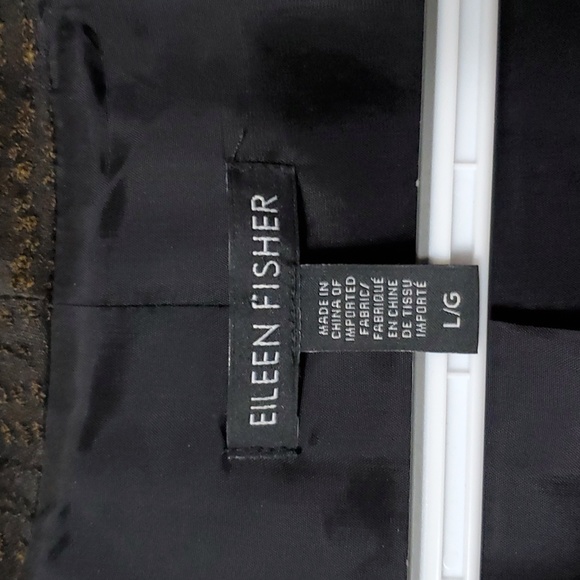 EILEEN FISHER
MADE IN
CHINA OF
IMPORTED
FABRIC/
FABRIQUÉ
EN CHINE
DE TISSU
IMPORTÉ
L/G